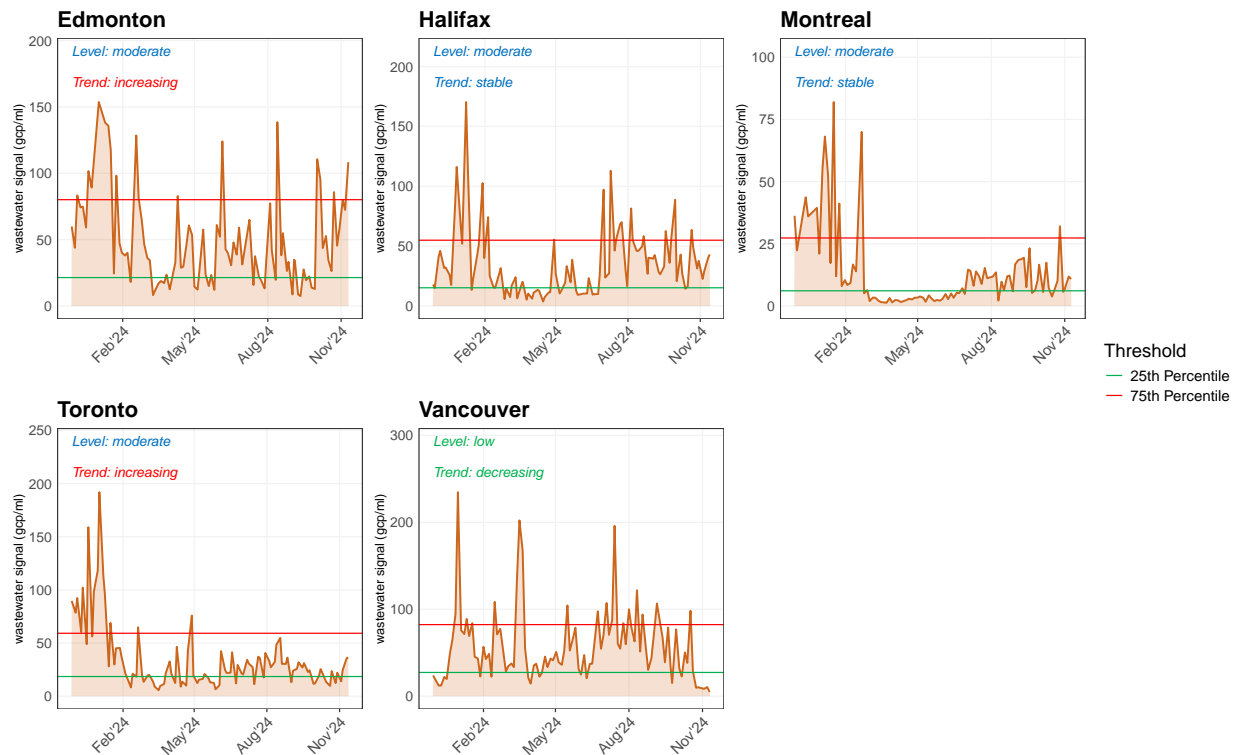 Edmonton
Level: moderate
Trend: increasing
wastewater signal (gcp/ml)
200
150
100
50
0
Feb'24
May'24
Aug'24
Nov'24
Halifax
Level: moderate
Trend: stable
wastewater signal (gcp/ml)
200
150
100
50
0
Feb'24
May'24
Aug'24
Nov'24
Montreal
Level: moderate
Trend: stable
wastewater signal (gcp/ml)
100
75
50
25
0
Feb'24
May'24
Aug'24
Nov'24
Threshold
25th Percentile
75th Percentile
Toronto
Level: moderate
Trend: increasing
wastewater signal (gcp/ml)
250
200
150
100
50
0
Feb'24
May'24
Aug'24
Nov'24
Vancouver
Level: low
Trend: decreasing
wastewater signal (gcp/ml)
300
200
100
0
Feb'24
May'24
Aug'24
Nov'24